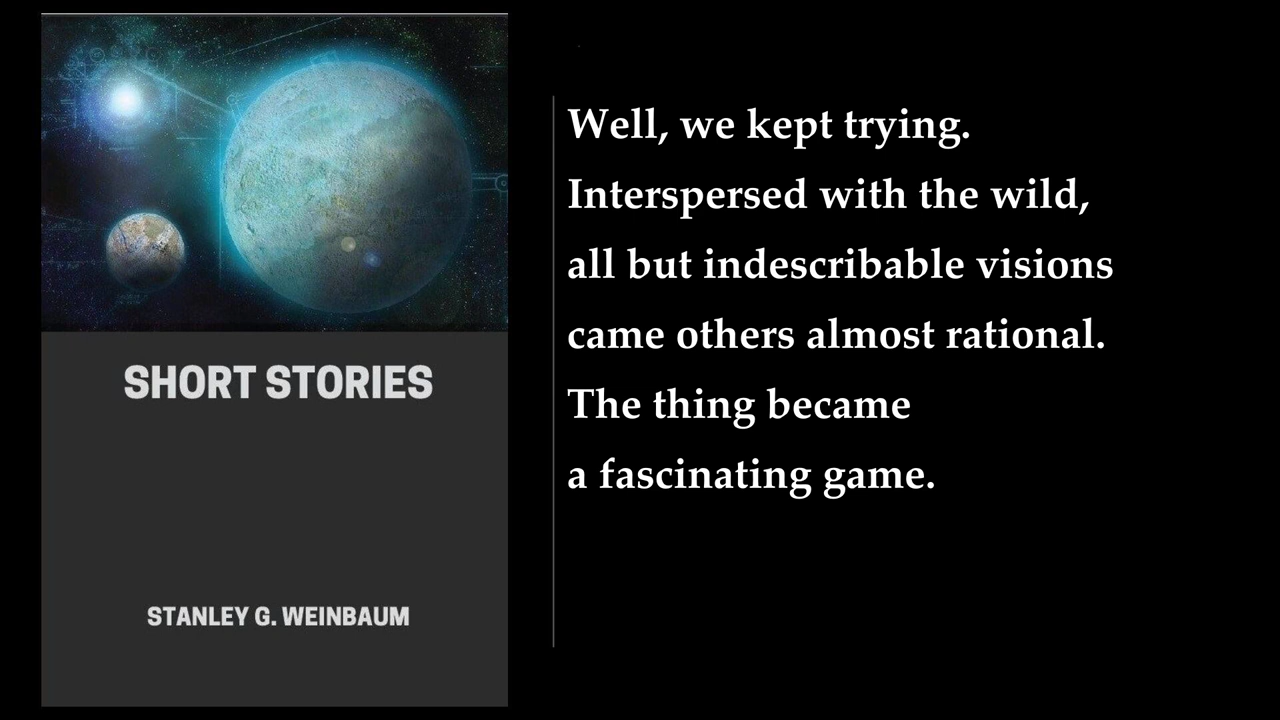 SHORT STORIES
STANLEY G. WEINBAUM
Well, we kept trying.
Interspersed with the wild,
all but indescribable visions
came others almost rational.
The thing became
a fascinating game.